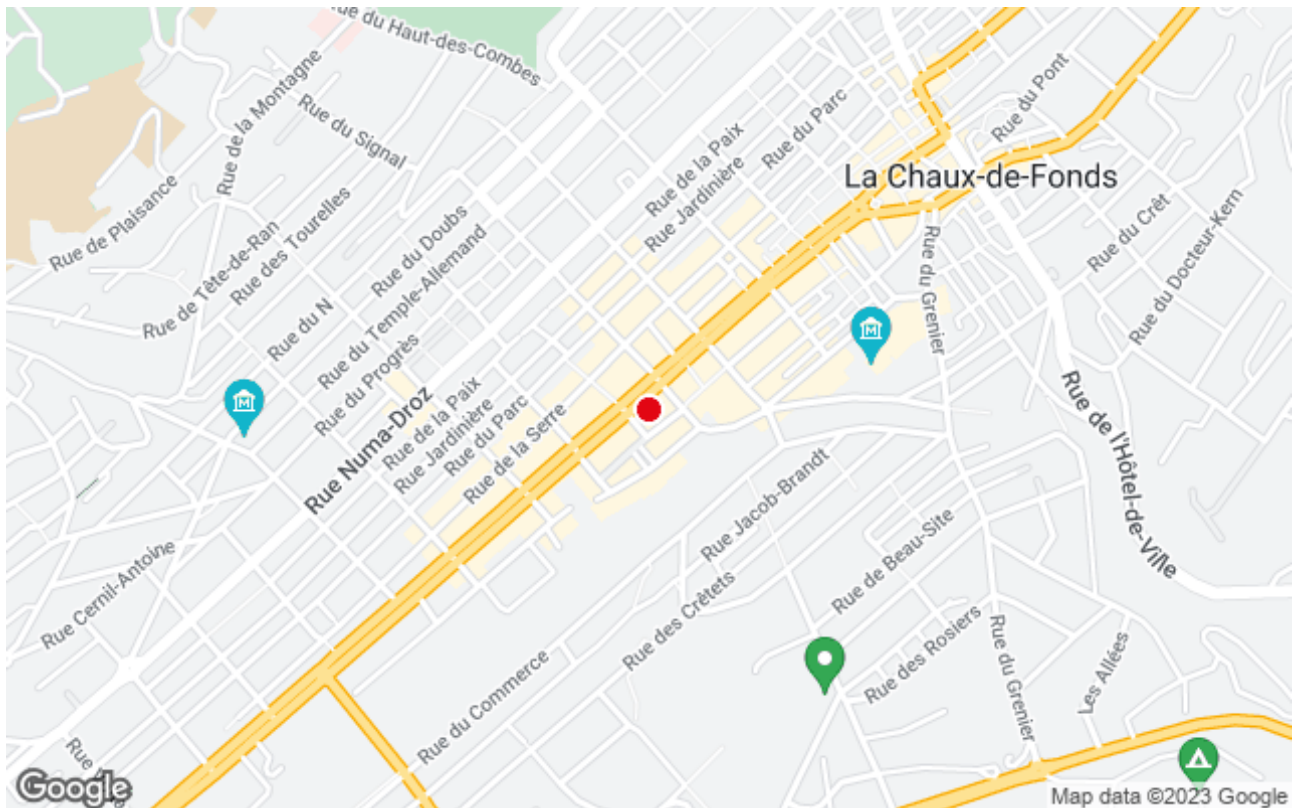 Rue du Haut-des-Combes
Rue de la Montagne
Rue du Signal
Rue de Plaisance
Rue de Tête-de-Ran
Rue des Tourelles
Rue du N
Rue du Doubs
Rue du Temple-Allemand
Rue du Progrès
Rue de la Paix
Rue Jardinière
Rue du Parc
Rue du Pont
La Chaux-de-Fonds
Rue du Crêt
Rue du Docteur-Kern
Rue du Grenier
Rue Numa-Droz
Rue de la Paix
Rue Jardinière
Rue du Parc
Rue de la Serre
Rue de l'Hôtel-de-Ville
Rue Jacob-Brandt
Rue de Beau-Site
Rue Cernil-Antoine
Rue des Crêtets
Rue des Rosiers
Rue du Grenier
Les Allées
Rue du Commerce
Google
Map data ©2023 Google